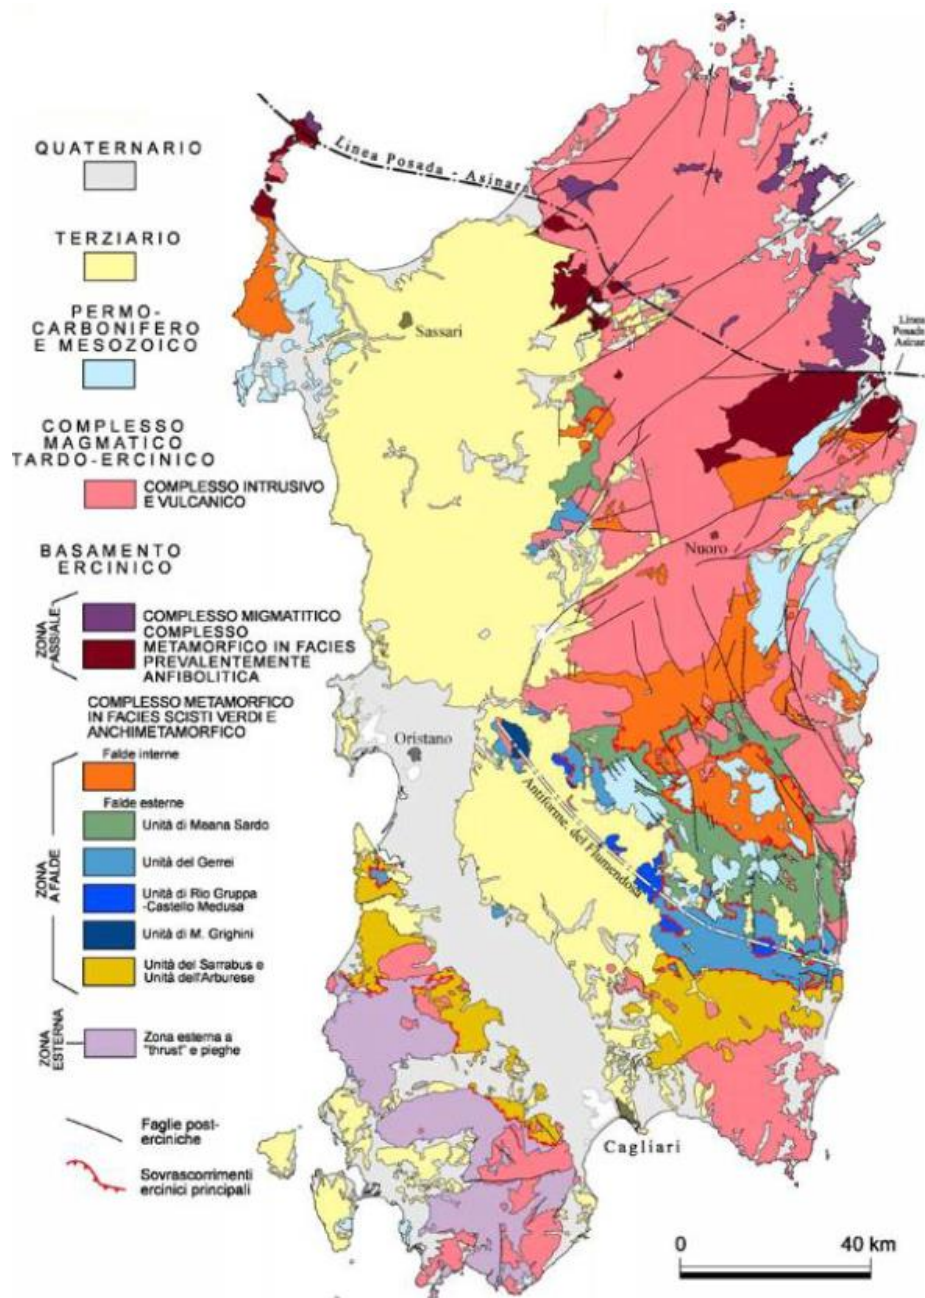 QUATERNARIO
TERZIARIO
PERMO-
CARBONIFERO
E MESOZOICO
COMPLESSO
MAGMATICO
TARDO-ERCINICO
COMPLESSO INTRUSIVO
E VULCANICO
BASAMENTO
ERCINICO
ZONA
ASSIALE
COMPLESSO MIGMATITICO
COMPLESSO
METAMORFICO IN FACIES
PREVALENTEMENTE
ANFIBOLITICA
COMPLESSO METAMORFICO
IN FACIES SCISTI VERDI E
ANCHIMETAMORFICO
ZONA
A FALDE
Falde interne
Falde esterne
Unità di Meana Sardo
Unità del Gerrei
Unità di Rio Gruppa
-Castello Medusa
Unità di M. Grighini
Unità del Sarrabus e
Unità dell'Arburese
ZONA
ESTERNA
Zona esterna a
"thrust" e pieghe
Faglie post-
erciniche
Sovrascorrimenti
ercinici principali
Linea Posada - Asinara
Sassari
Linea
Posada
Asinara
Nuoro
Oristano
Antiforme del Flumendosa
Cagliari
0 40 km